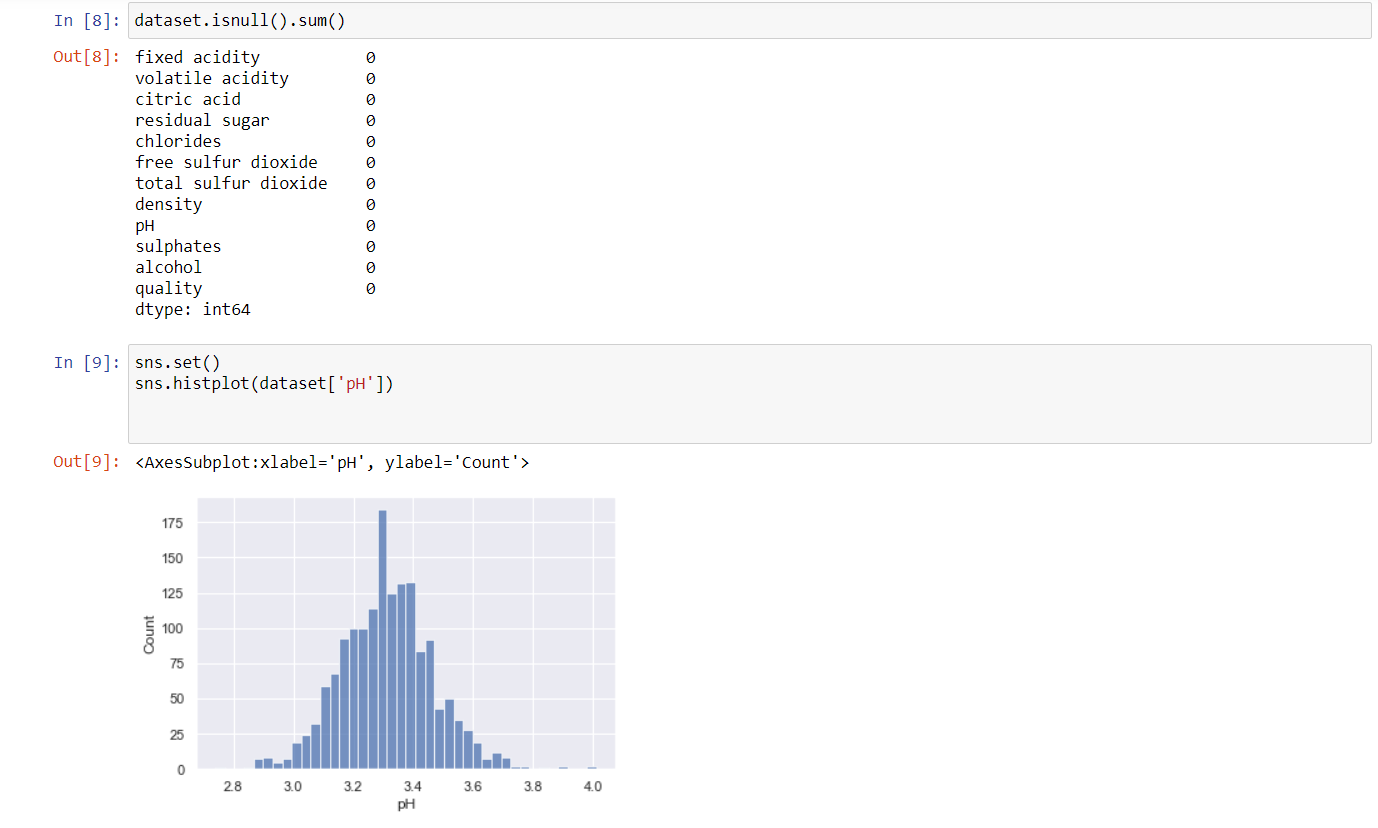 In [8]: dataset.isnull().sum()
Out[8]: fixed acidity 0
volatile acidity 0
citric acid 0
residual sugar 0
chlorides 0
free sulfur dioxide 0
total sulfur dioxide 0
density 0
pH 0
sulphates 0
alcohol 0
quality 0
dtype: int64
In [9]: sns.set()
sns.histplot(dataset['pH'])
Out[9]: <AxesSubplot:xlabel='pH', ylabel='Count'>
175
150
125
100
75
50
25
0
Count
2.8 3.0 3.2 3.4 3.6 3.8 4.0
pH